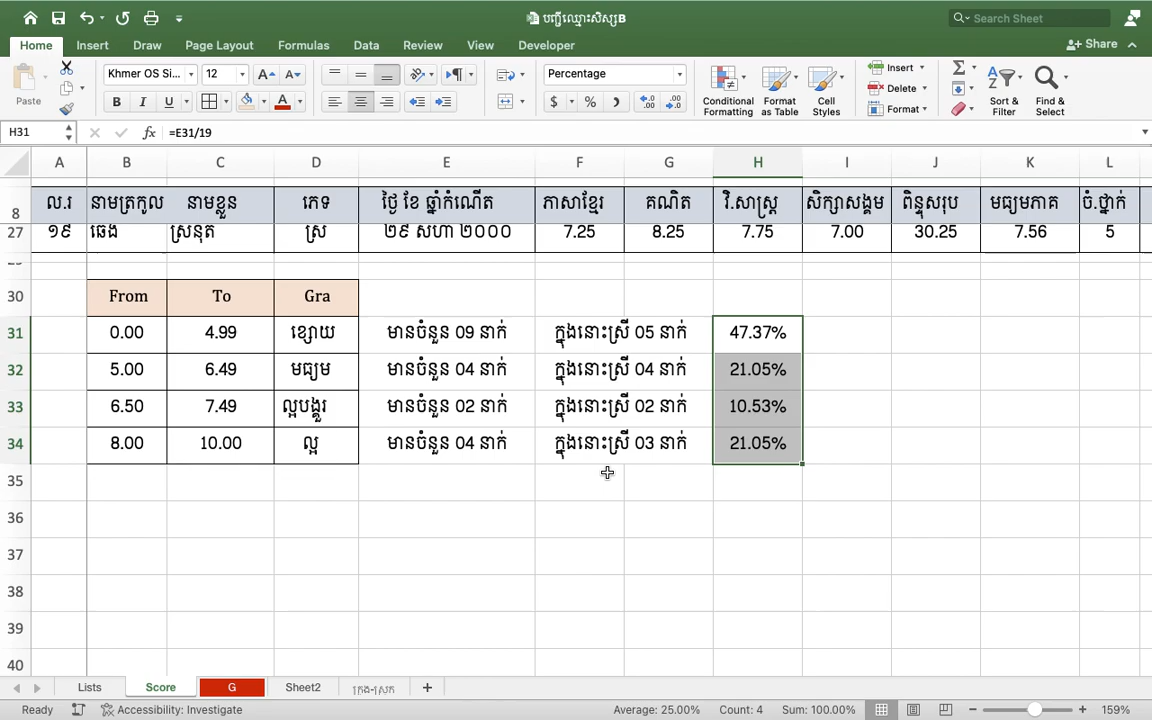 បញ្ជីឈ្មោះសិស្សB
Search Sheet
Home Insert Draw Page Layout Formulas Data Review View Developer
Share
Paste
Khmer OS Si... 12
Percentage
Conditional Formatting
Format as Table
Cell Styles
Insert
Delete
Format
Sort & Filter
Find & Select
H31 fx =E31/19
A B C D E F G H I J K L
8 ល.រ នាមត្រកូល នាមខ្លួន ភេទ ថ្ងៃ ខែ ឆ្នាំកំណើត ភាសាខ្មែរ គណិត វិ.សាស្ត្រ សិក្សាសង្គម ពិន្ទុសរុប មធ្យមភាគ ចំ.ថ្នាក់
27 ១៩ ឆេង ស្រីនុត ស្រី ២៩ សីហា ២០០០ 7.25 8.25 7.75 7.00 30.25 7.56 5
29
30 From To Gra
31 0.00 4.99 ខ្សោយ មានចំនួន 09 នាក់ ក្នុងនោះស្រី 05 នាក់ 47.37%
32 5.00 6.49 មធ្យម មានចំនួន 04 នាក់ ក្នុងនោះស្រី 04 នាក់ 21.05%
33 6.50 7.49 ល្អបង្គួរ មានចំនួន 02 នាក់ ក្នុងនោះស្រី 02 នាក់ 10.53%
34 8.00 10.00 ល្អ មានចំនួន 04 នាក់ ក្នុងនោះស្រី 03 នាក់ 21.05%
35
36
37
38
39
40
Lists Score G Sheet2
Ready Accessibility: Investigate Average: 25.00% Count: 4 Sum: 100.00% 159%